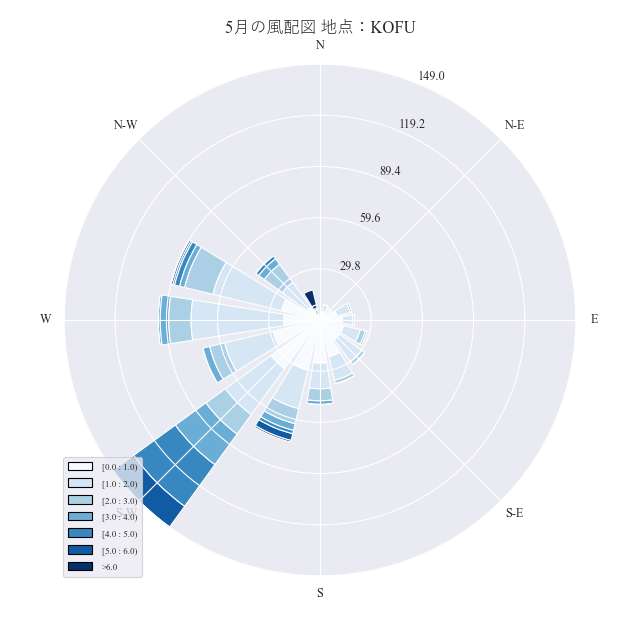 5月の風配図 地点：KOFU
N
149.0
N-W
119.2
N-E
89.4
59.6
29.8
W
E
[0.0 : 1.0)
[1.0 : 2.0)
[2.0 : 3.0)
S-W
[3.0 : 4.0)
S-E
[4.0 : 5.0)
[5.0 : 6.0)
>6.0
S